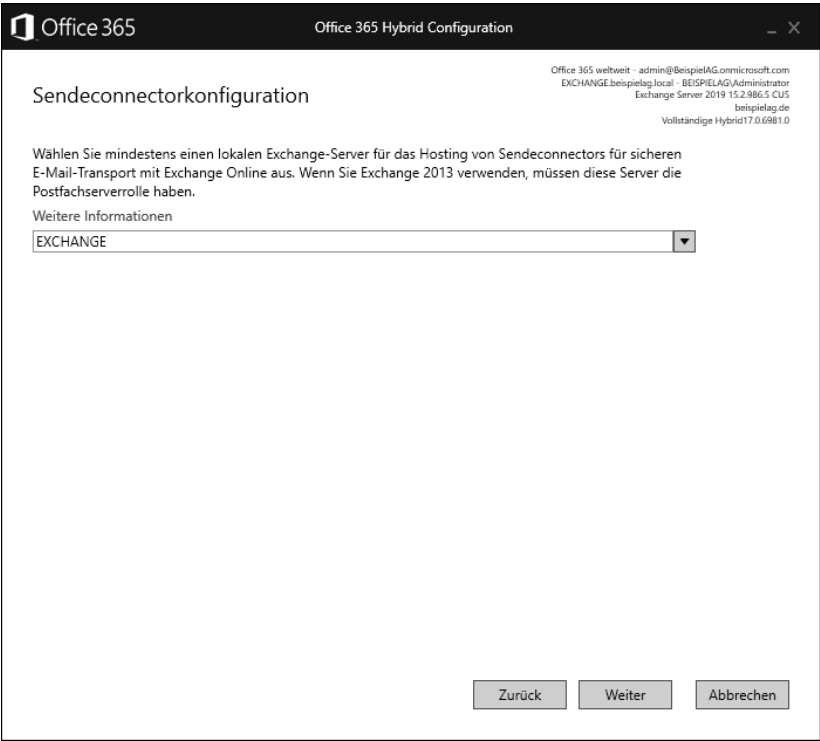 Office 365
Office 365 Hybrid Configuration
Office 365 weltweit - admin@BeispielAG.onmicrosoft.com
EXCHANGE.beispielag.local - BEISPIELAG\Administrator
Exchange Server 2019 15.2.986.5 CU5
beispielag.de
Vollständige Hybrid17.0.6981.0
Sendeconnectorkonfiguration
Wählen Sie mindestens einen lokalen Exchange-Server für das Hosting von Sendeconnectors für sicheren
E-Mail-Transport mit Exchange Online aus. Wenn Sie Exchange 2013 verwenden, müssen diese Server die
Postfachserverrolle haben.
Weitere Informationen
EXCHANGE
Zurück
Weiter
Abbrechen